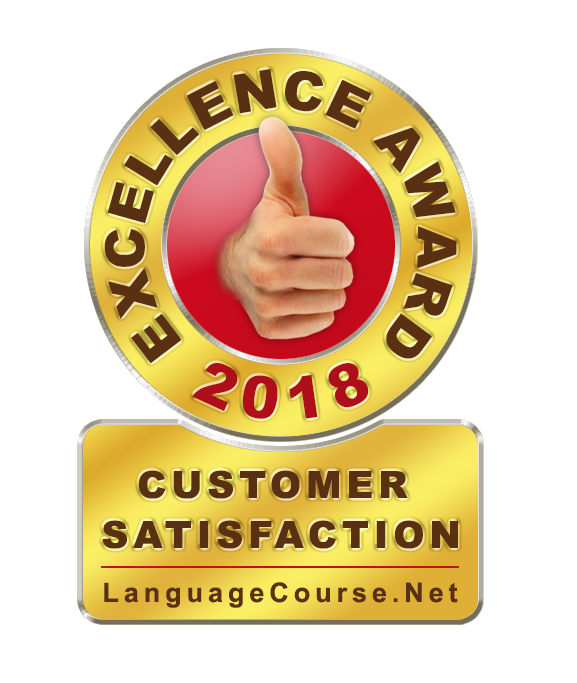 EXCELLENCE AWARD
2018
CUSTOMER
SATISFACTION
LanguageCourse.Net